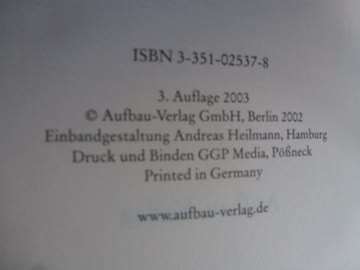 ISBN 3-351-02537-8
3. Auflage 2003
© Aufbau-Verlag GmbH, Berlin 2002
Einbandgestaltung Andreas Heilmann, Hamburg
Druck und Binden GGP Media, Pößneck
Printed in Germany
www.aufbau-verlag.de